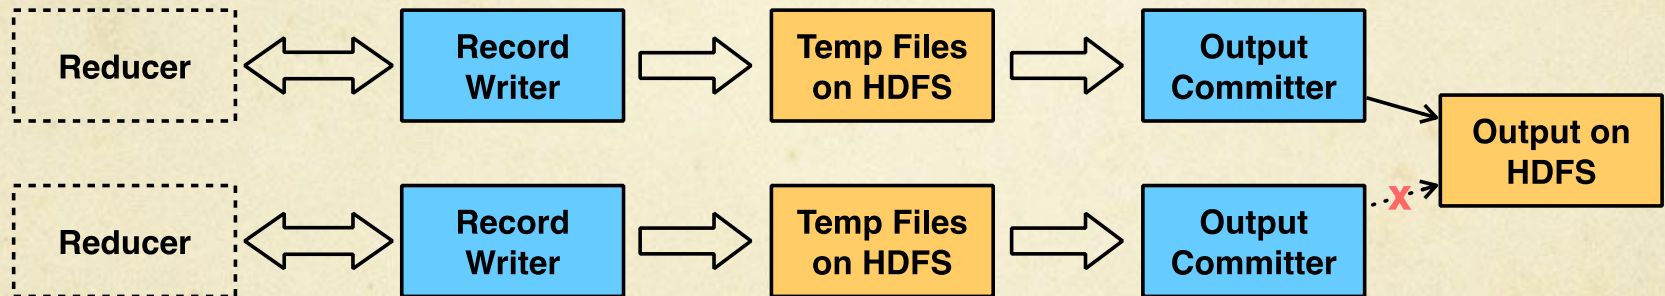 Reducer
Record
Writer
Temp Files
on HDFS
Output
Committer
Output on
HDFS
Reducer
Record
Writer
Temp Files
on HDFS
Output
Committer
X